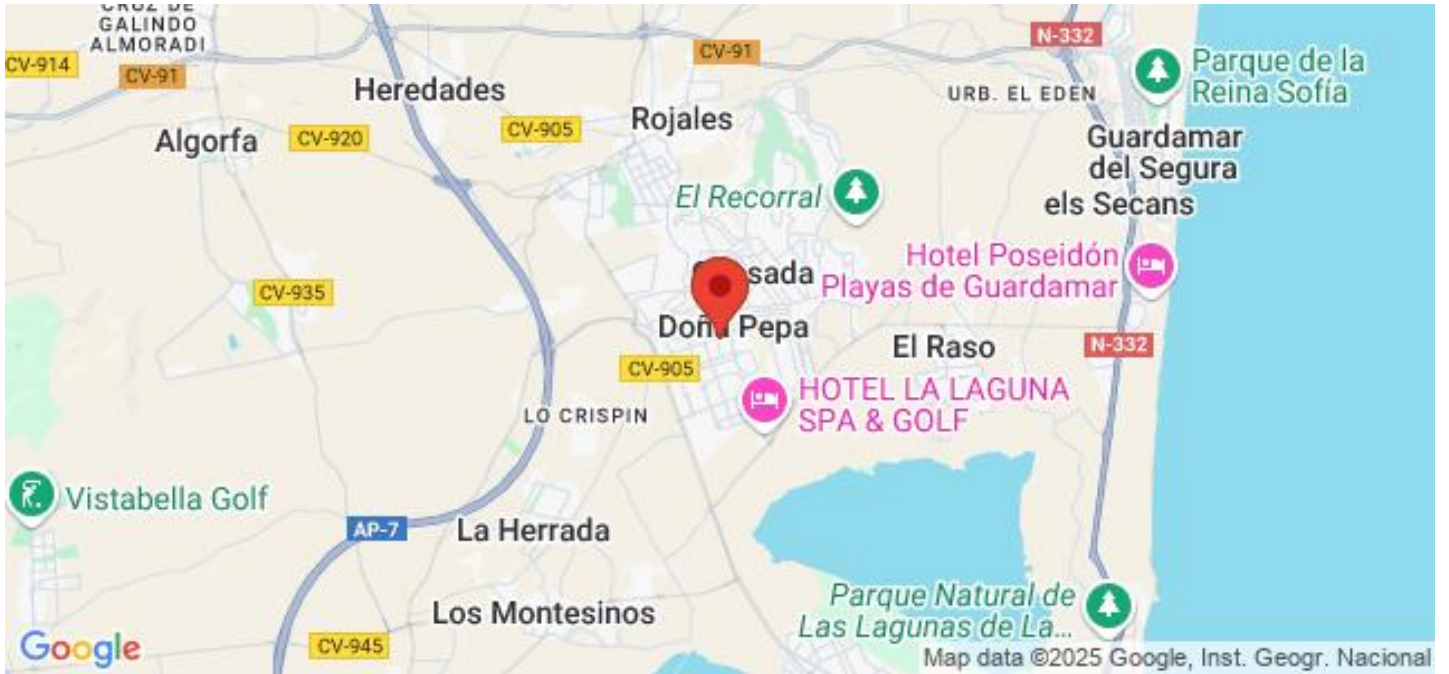 CRUZ DE
GALINDO
ALMORADI
CV-914
CV-91
CV-91
N-332
Parque de la
Reina Sofía
Heredades
URB. EL EDEN
Rojales
CV-905
Algorfa
CV-920
Guardamar
del Segura
els Secans
El Recorral
Hotel Poseidón
Playas de Guardamar
sada
CV-935
Doña Pepa
El Raso
N-332
CV-905
HOTEL LA LAGUNA
SPA & GOLF
LO CRISPIN
Vistabella Golf
AP-7
La Herrada
Parque Natural de
Las Lagunas de La...
Los Montesinos
CV-945
Google
Map data ©2025 Google, Inst. Geogr. Nacional